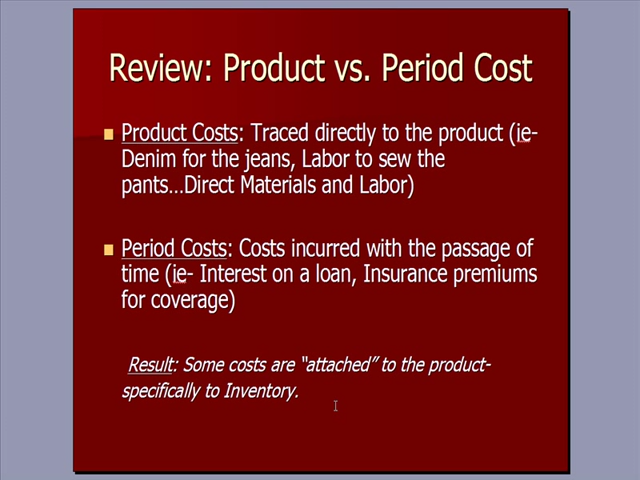 Review: Product vs. Period Cost
Product Costs: Traced directly to the product (ie-
Denim for the jeans, Labor to sew the
pants…Direct Materials and Labor)
Period Costs: Costs incurred with the passage of
time (ie- Interest on a loan, Insurance premiums
for coverage)
Result: Some costs are “attached” to the product-
specifically to Inventory.